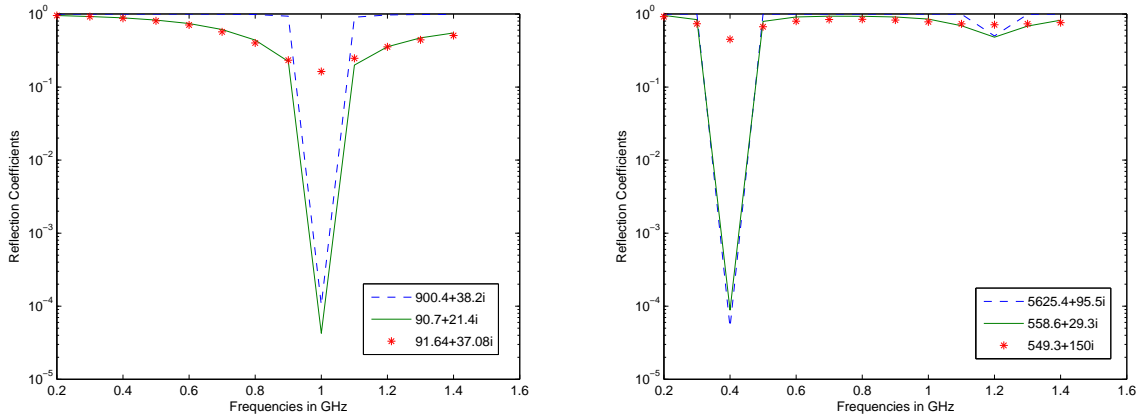 10^0
10^-1
10^-2
10^-3
10^-4
10^-5
Reflection Coefficients
0.2 0.4 0.6 0.8 1 1.2 1.4 1.6
Frequencies in GHz
900.4+38.2i
90.7+21.4i
91.64+37.08i
10^0
10^-1
10^-2
10^-3
10^-4
10^-5
Reflection Coefficients
0.2 0.4 0.6 0.8 1 1.2 1.4 1.6
Frequencies in GHz
5625.4+95.5i
558.6+29.3i
549.3+150i